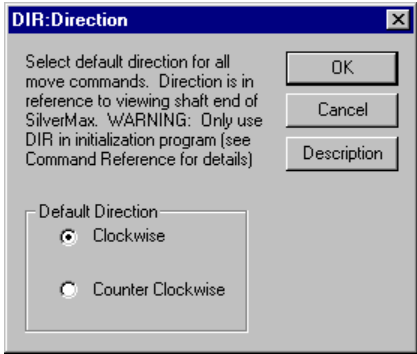 DIR:Direction
Select default direction for all
move commands. Direction is in
reference to viewing shaft end of
SilverMax. WARNING: Only use
DIR in initialization program (see
Command Reference for details)
OK
Cancel
Description
Default Direction
Clockwise
Counter Clockwise